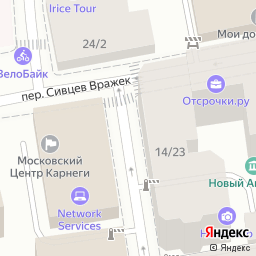 Irice Tour
24/2
Мои до
ВелоБайк
пер. Сивцев Вражек
Отсрочки.ру
14/23
Московский
Центр Карнеги
Новый А
Network
Services
Яндекс